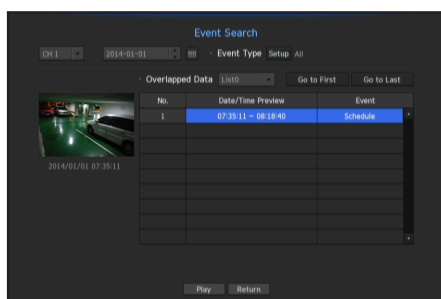 Event Search
CH 1 2014-01-01 · Event Type Setup All
· Overlapped Data List0 Go to First Go to Last
No. Date/Time Preview Event
1 07:35:11 ~ 08:18:40 Schedule
2014/01/01 07:35:11
Play Return